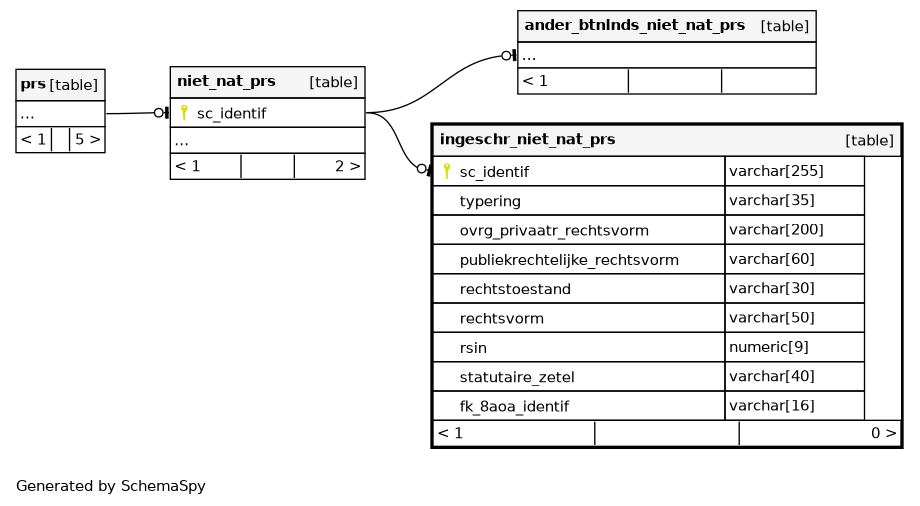 ander_btnlnds_niet_nat_prs [table]
...
< 1
prs [table]
...
< 1 5 >
niet_nat_prs [table]
sc_identif
...
< 1 2 >
ingeschr_niet_nat_prs [table]
sc_identif varchar[255]
typering varchar[35]
ovrg_privaatr_rechtsvorm varchar[200]
publiekrechtelijke_rechtsvorm varchar[60]
rechtstoestand varchar[30]
rechtsvorm varchar[50]
rsin numeric[9]
statutaire_zetel varchar[40]
fk_8aoa_identif varchar[16]
< 1 0 >
Generated by SchemaSpy